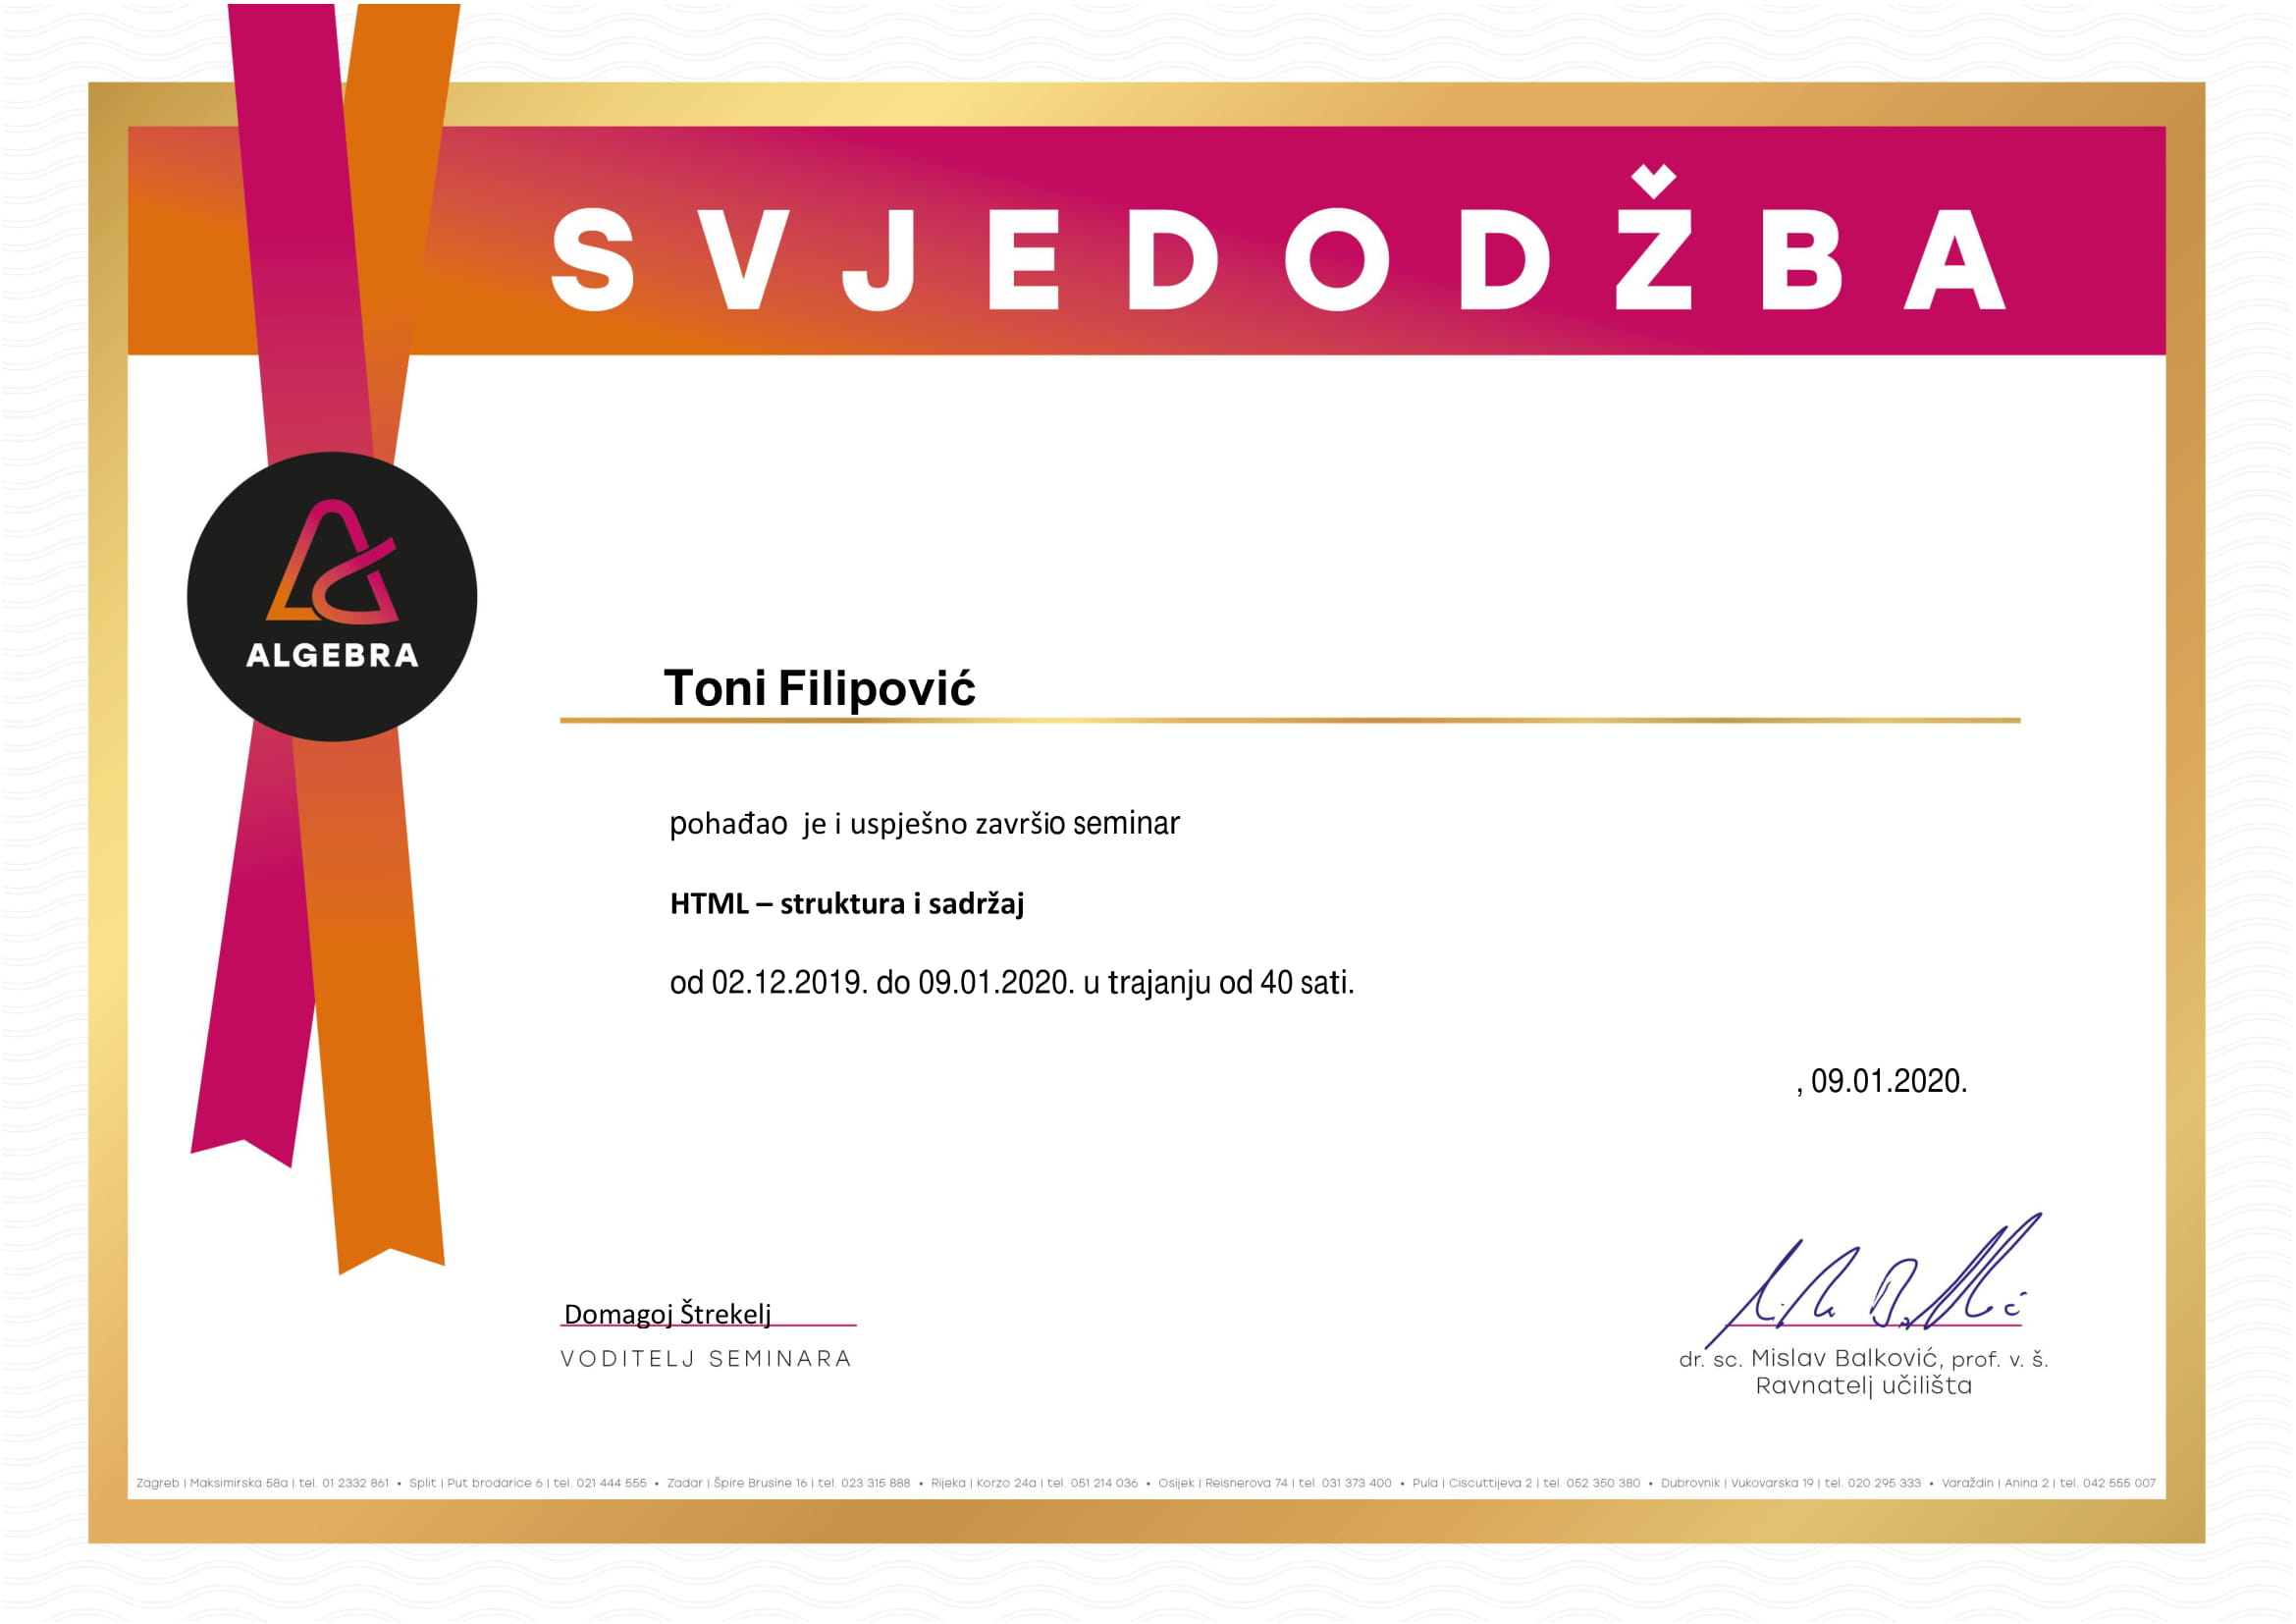 SVJEDODŽBA
ALGEBRA
Toni Filipović
pohađao  je i uspješno završio seminar
HTML – struktura i sadržaj
od 02.12.2019. do 09.01.2020. u trajanju od 40 sati.
, 09.01.2020.
Domagoj Štrekelj
VODITELJ SEMINARA
dr. sc. Mislav Balković, prof. v. š.
Ravnatelj učilišta
Zagreb | Maksimirska 58a | tel. 01 2332 861 • Split | Put brodarice 6 | tel. 021 444 555 • Zadar | Špire Brusine 16 | tel. 023 315 888 • Rijeka | Korzo 24a | tel. 051 214 036 • Osijek | Reisnerova 74 | tel. 031 373 400 • Pula | Ciscuttijeva 2 | tel. 052 350 380 • Dubrovnik | Vukovarska 19 | tel. 020 295 333 • Varaždin | Anina 2 | tel. 042 555 007